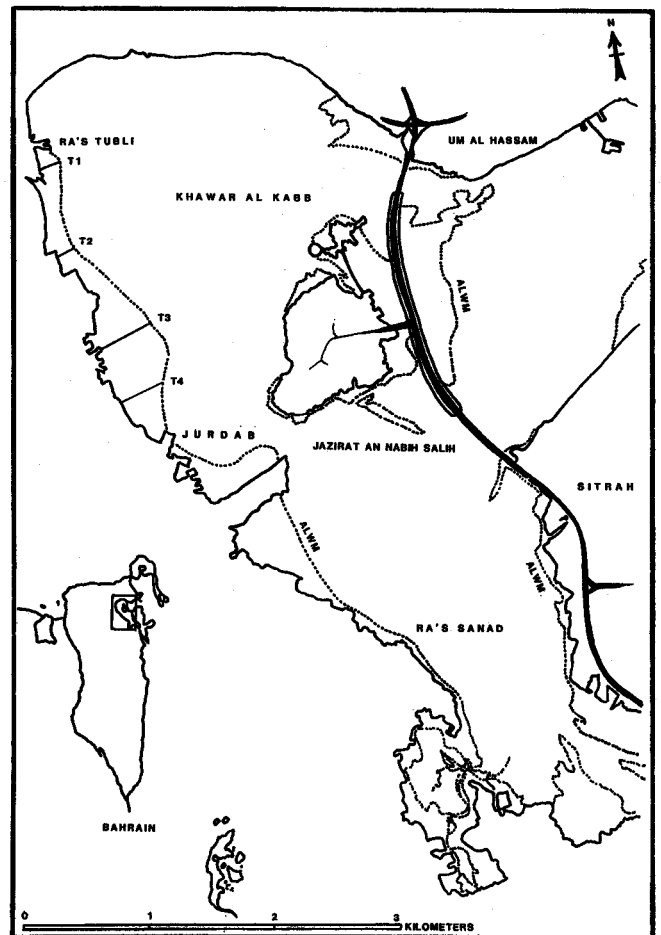 N
RA'S TUBLI
T1
UM AL HASSAM
KHAWAR AL KABB
T2
ALWM
T3
T4
JURDAB
JAZIRAT AN NABIH SALIH
SITRAH
ALWM
ALWM
RA'S SANAD
BAHRAIN
0 1 2 3 KILOMETERS